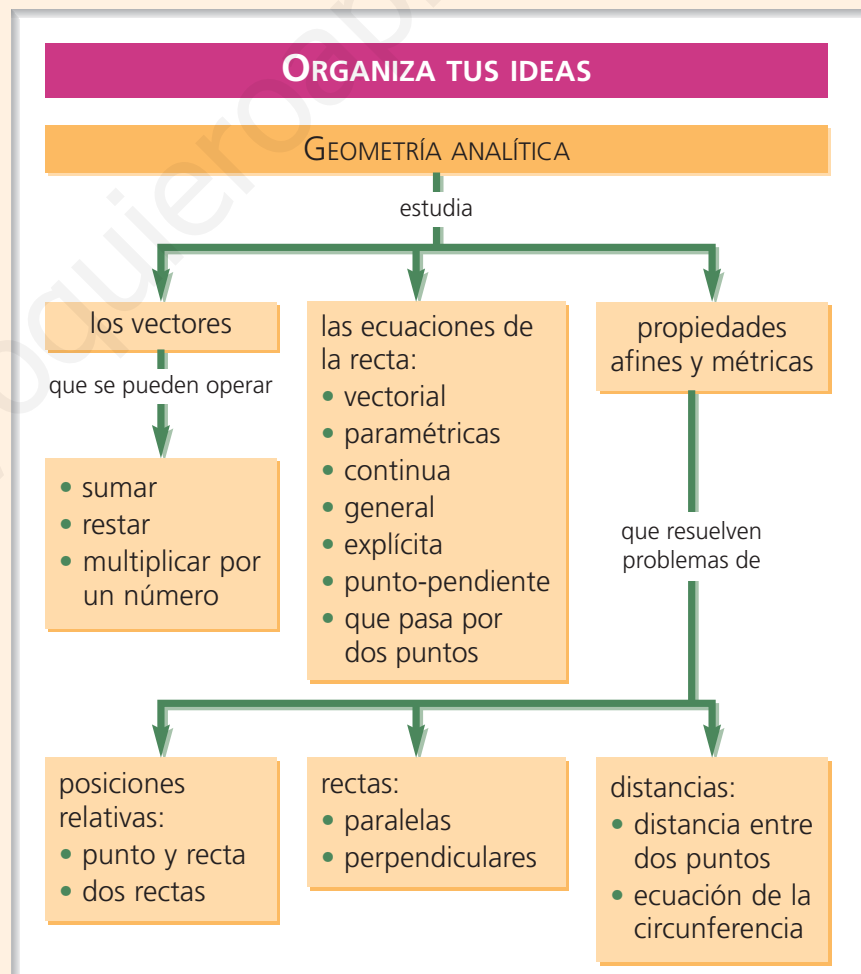 ORGANIZA TUS IDEAS
GEOMETRÍA ANALÍTICA
estudia
los vectores
que se pueden operar
• sumar
• restar
• multiplicar por
un número
las ecuaciones de
la recta:
• vectorial
• paramétricas
• continua
• general
• explícita
• punto-pendiente
• que pasa por
dos puntos
propiedades
afines y métricas
que resuelven
problemas de
posiciones
relativas:
• punto y recta
• dos rectas
rectas:
• paralelas
• perpendiculares
distancias:
• distancia entre
dos puntos
• ecuación de la
circunferencia